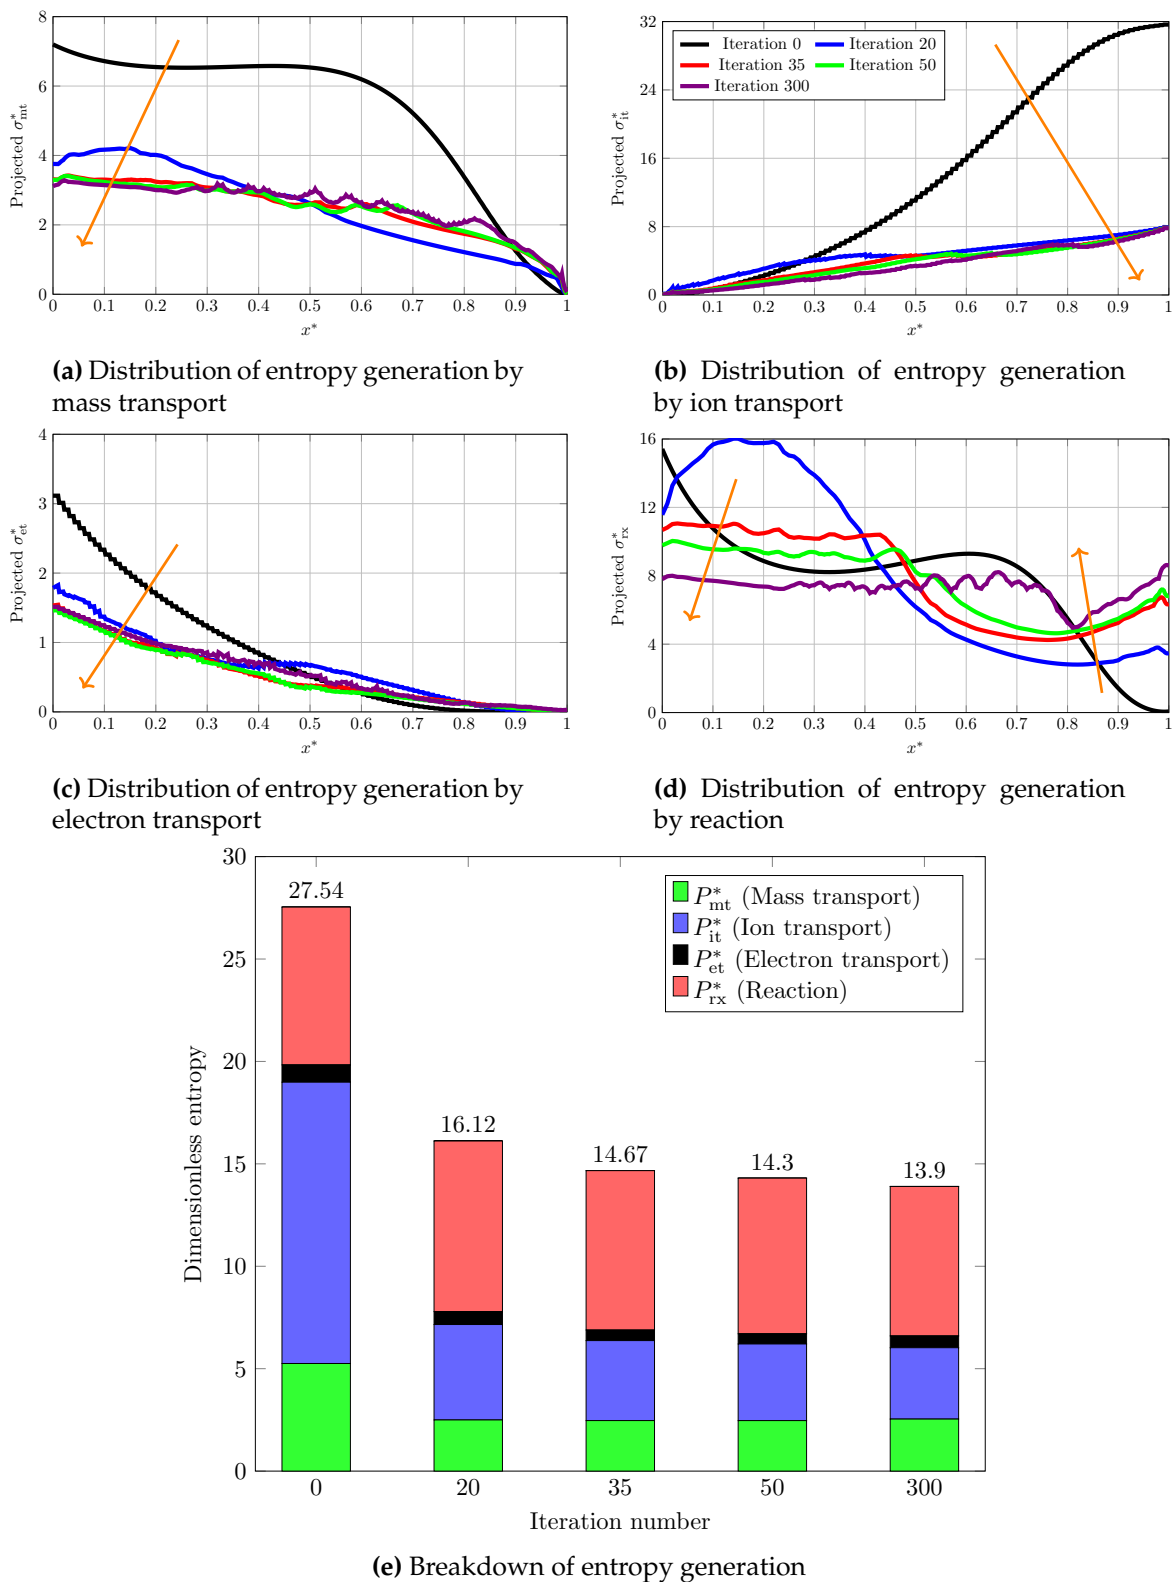 8
6
4
2
0
Projected σ*mt
0 0.1 0.2 0.3 0.4 0.5 0.6 0.7 0.8 0.9 1
x*
(a) Distribution of entropy generation by
mass transport
32
24
16
8
0
Projected σ*it
Iteration 0 Iteration 20
Iteration 35 Iteration 50
Iteration 300
0 0.1 0.2 0.3 0.4 0.5 0.6 0.7 0.8 0.9 1
x*
(b) Distribution of entropy generation
by ion transport
4
3
2
1
0
Projected σ*et
0 0.1 0.2 0.3 0.4 0.5 0.6 0.7 0.8 0.9 1
x*
(c) Distribution of entropy generation by
electron transport
16
12
8
4
0
Projected σ*rx
0 0.1 0.2 0.3 0.4 0.5 0.6 0.7 0.8 0.9 1
x*
(d) Distribution of entropy generation
by reaction
30
25
20
15
10
5
0
Dimensionless entropy
27.54
16.12
14.67
14.3
13.9
P*mt (Mass transport)
P*it (Ion transport)
P*et (Electron transport)
P*rx (Reaction)
0 20 35 50 300
Iteration number
(e) Breakdown of entropy generation